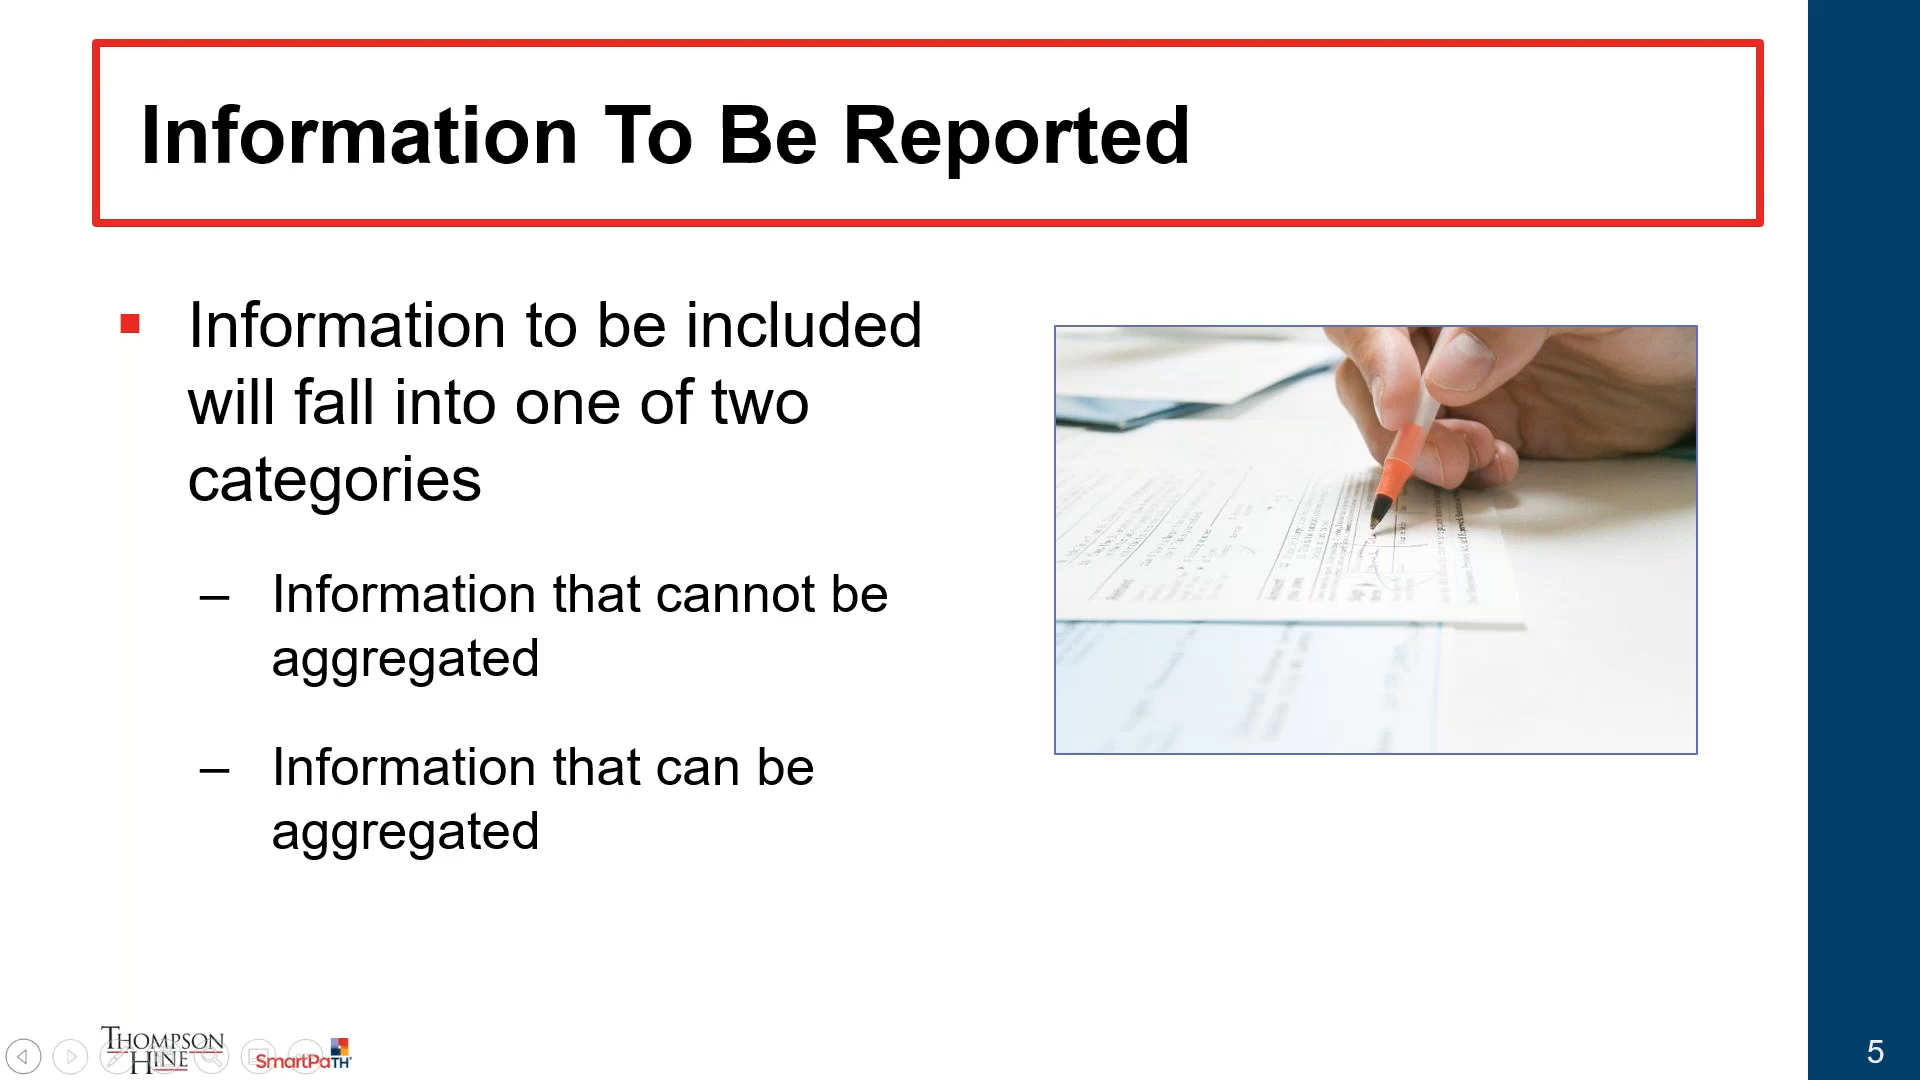 Information To Be Reported
Information to be included
will fall into one of two
categories
– Information that cannot be
aggregated
– Information that can be
aggregated
THOMPSON
HINE
SmartPaTH
5